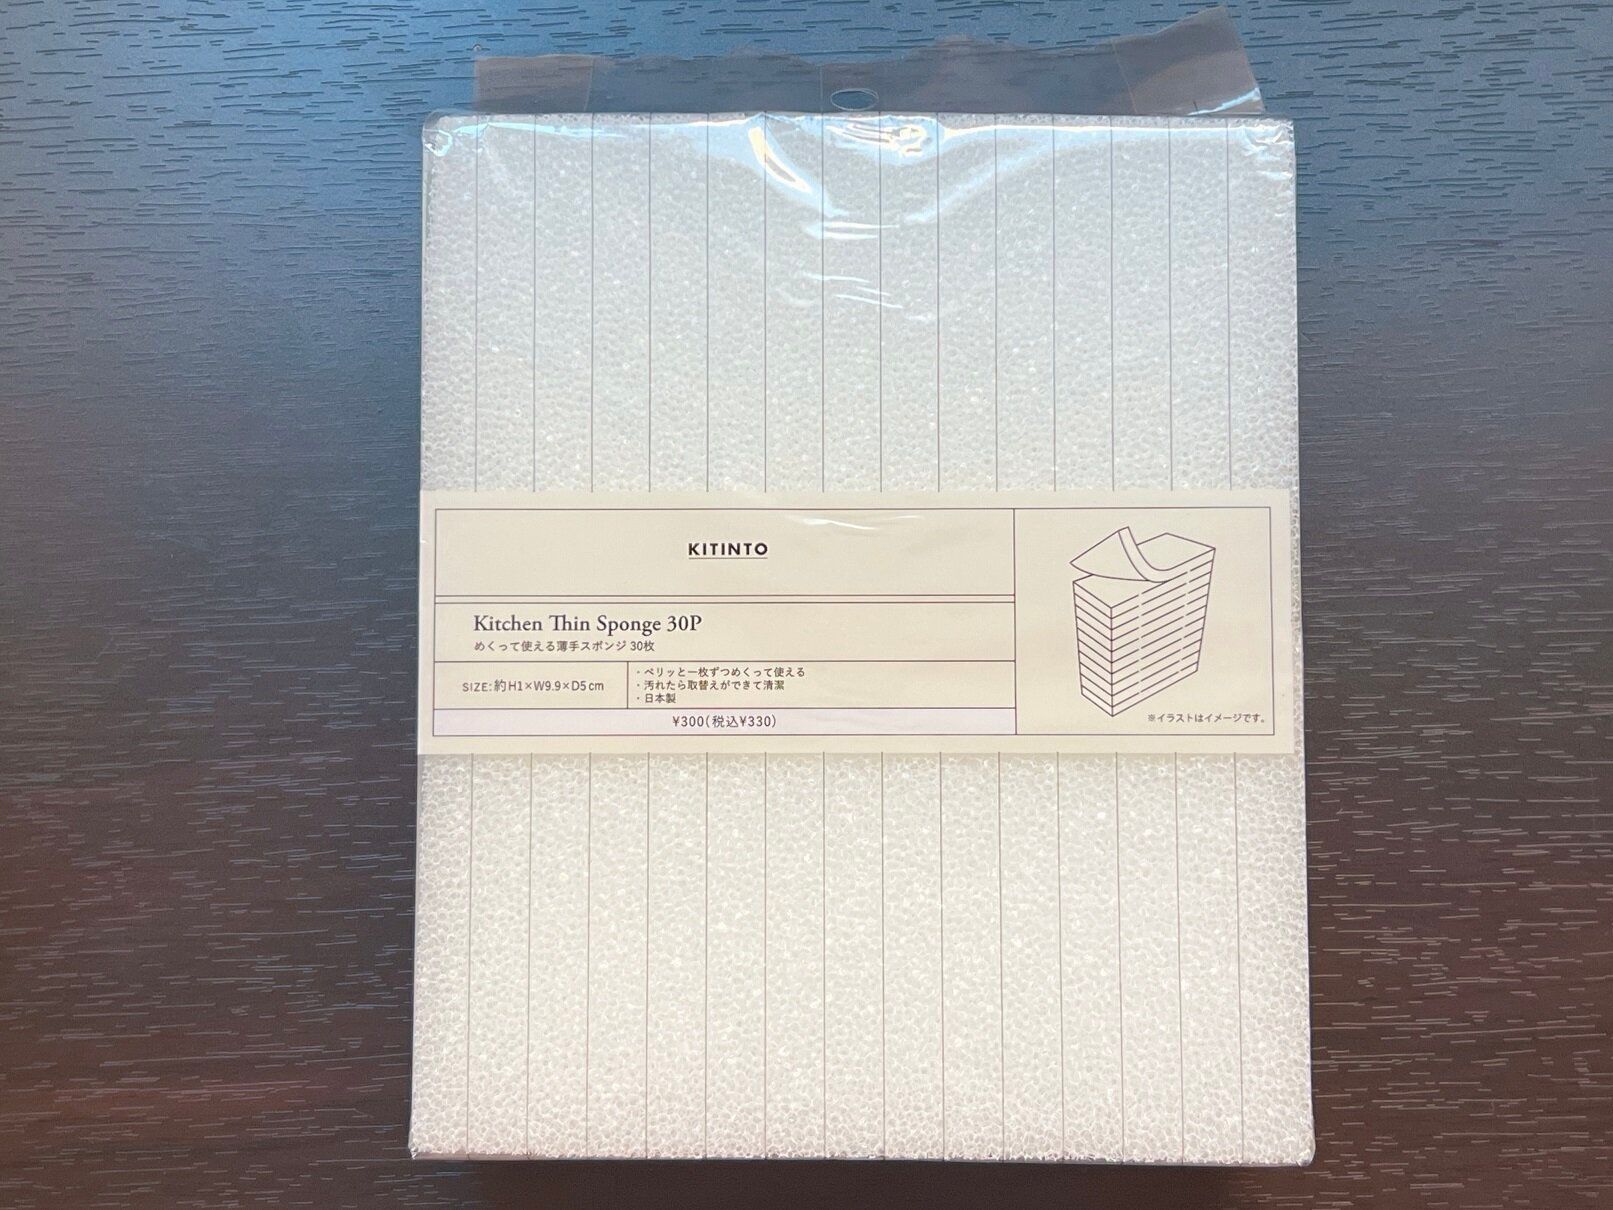 KITINTO
Kitchen Thin Sponge 30P
めくって使える薄手スポンジ 30枚
SIZE:約H1×W9.9×D5cm
・ペリッと一枚ずつめくって使える
・汚れたら取替えができて清潔
・日本製
¥300(税込¥330)
※イラストはイメージです。